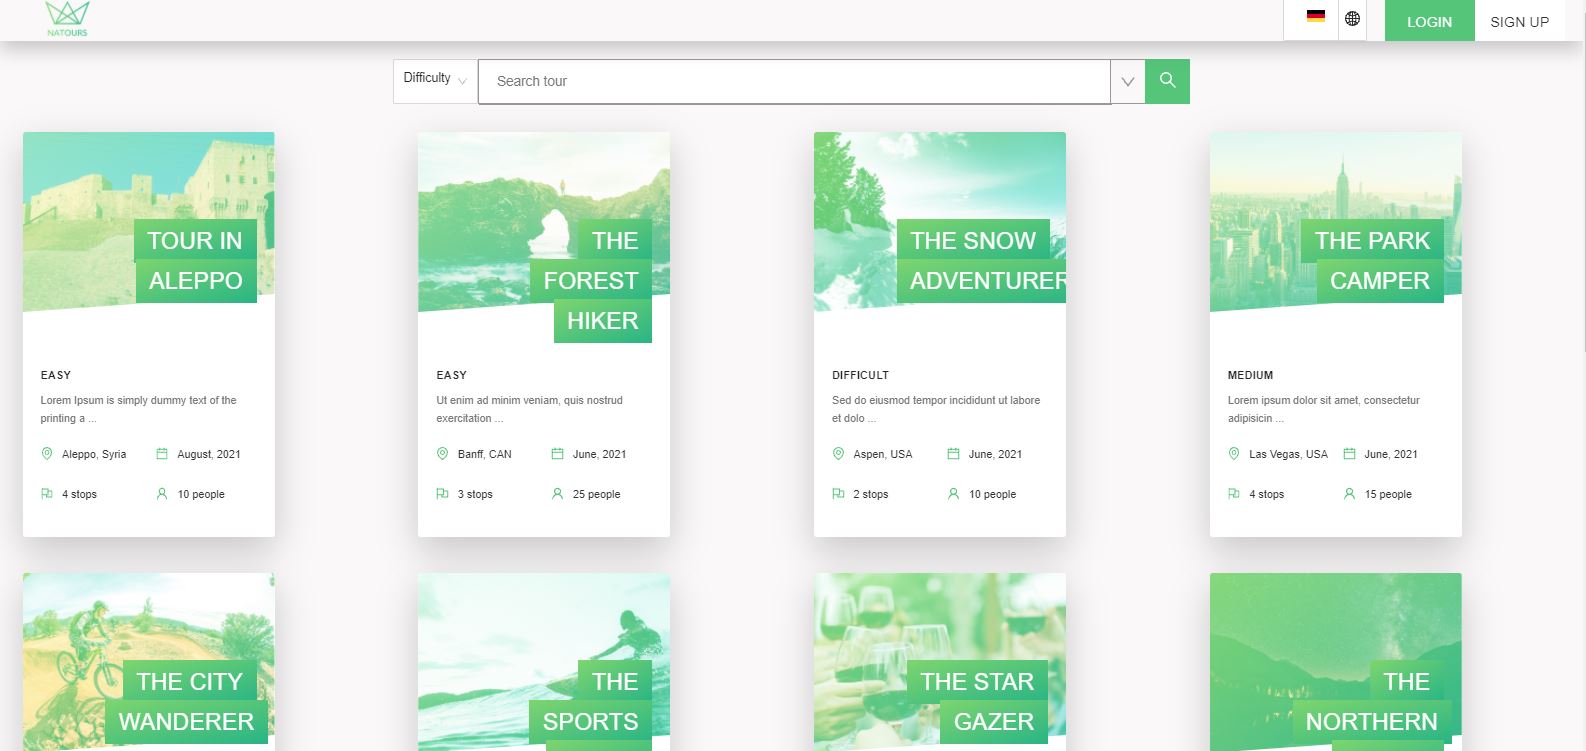 NATOURS
LOGIN
SIGN UP
Difficulty
Search tour
TOUR IN
ALEPPO
EASY
Lorem Ipsum is simply dummy text of the
printing a ...
Aleppo, Syria
August, 2021
4 stops
10 people
THE
FOREST
HIKER
EASY
Ut enim ad minim veniam, quis nostrud
exercitation ...
Banff, CAN
June, 2021
3 stops
25 people
THE SNOW
ADVENTURER
DIFFICULT
Sed do eiusmod tempor incididunt ut labore
et dolo ...
Aspen, USA
June, 2021
2 stops
10 people
THE PARK
CAMPER
MEDIUM
Lorem ipsum dolor sit amet, consectetur
adipisicin ...
Las Vegas, USA
June, 2021
4 stops
15 people
THE CITY
WANDERER
THE
SPORTS
THE STAR
GAZER
THE
NORTHERN